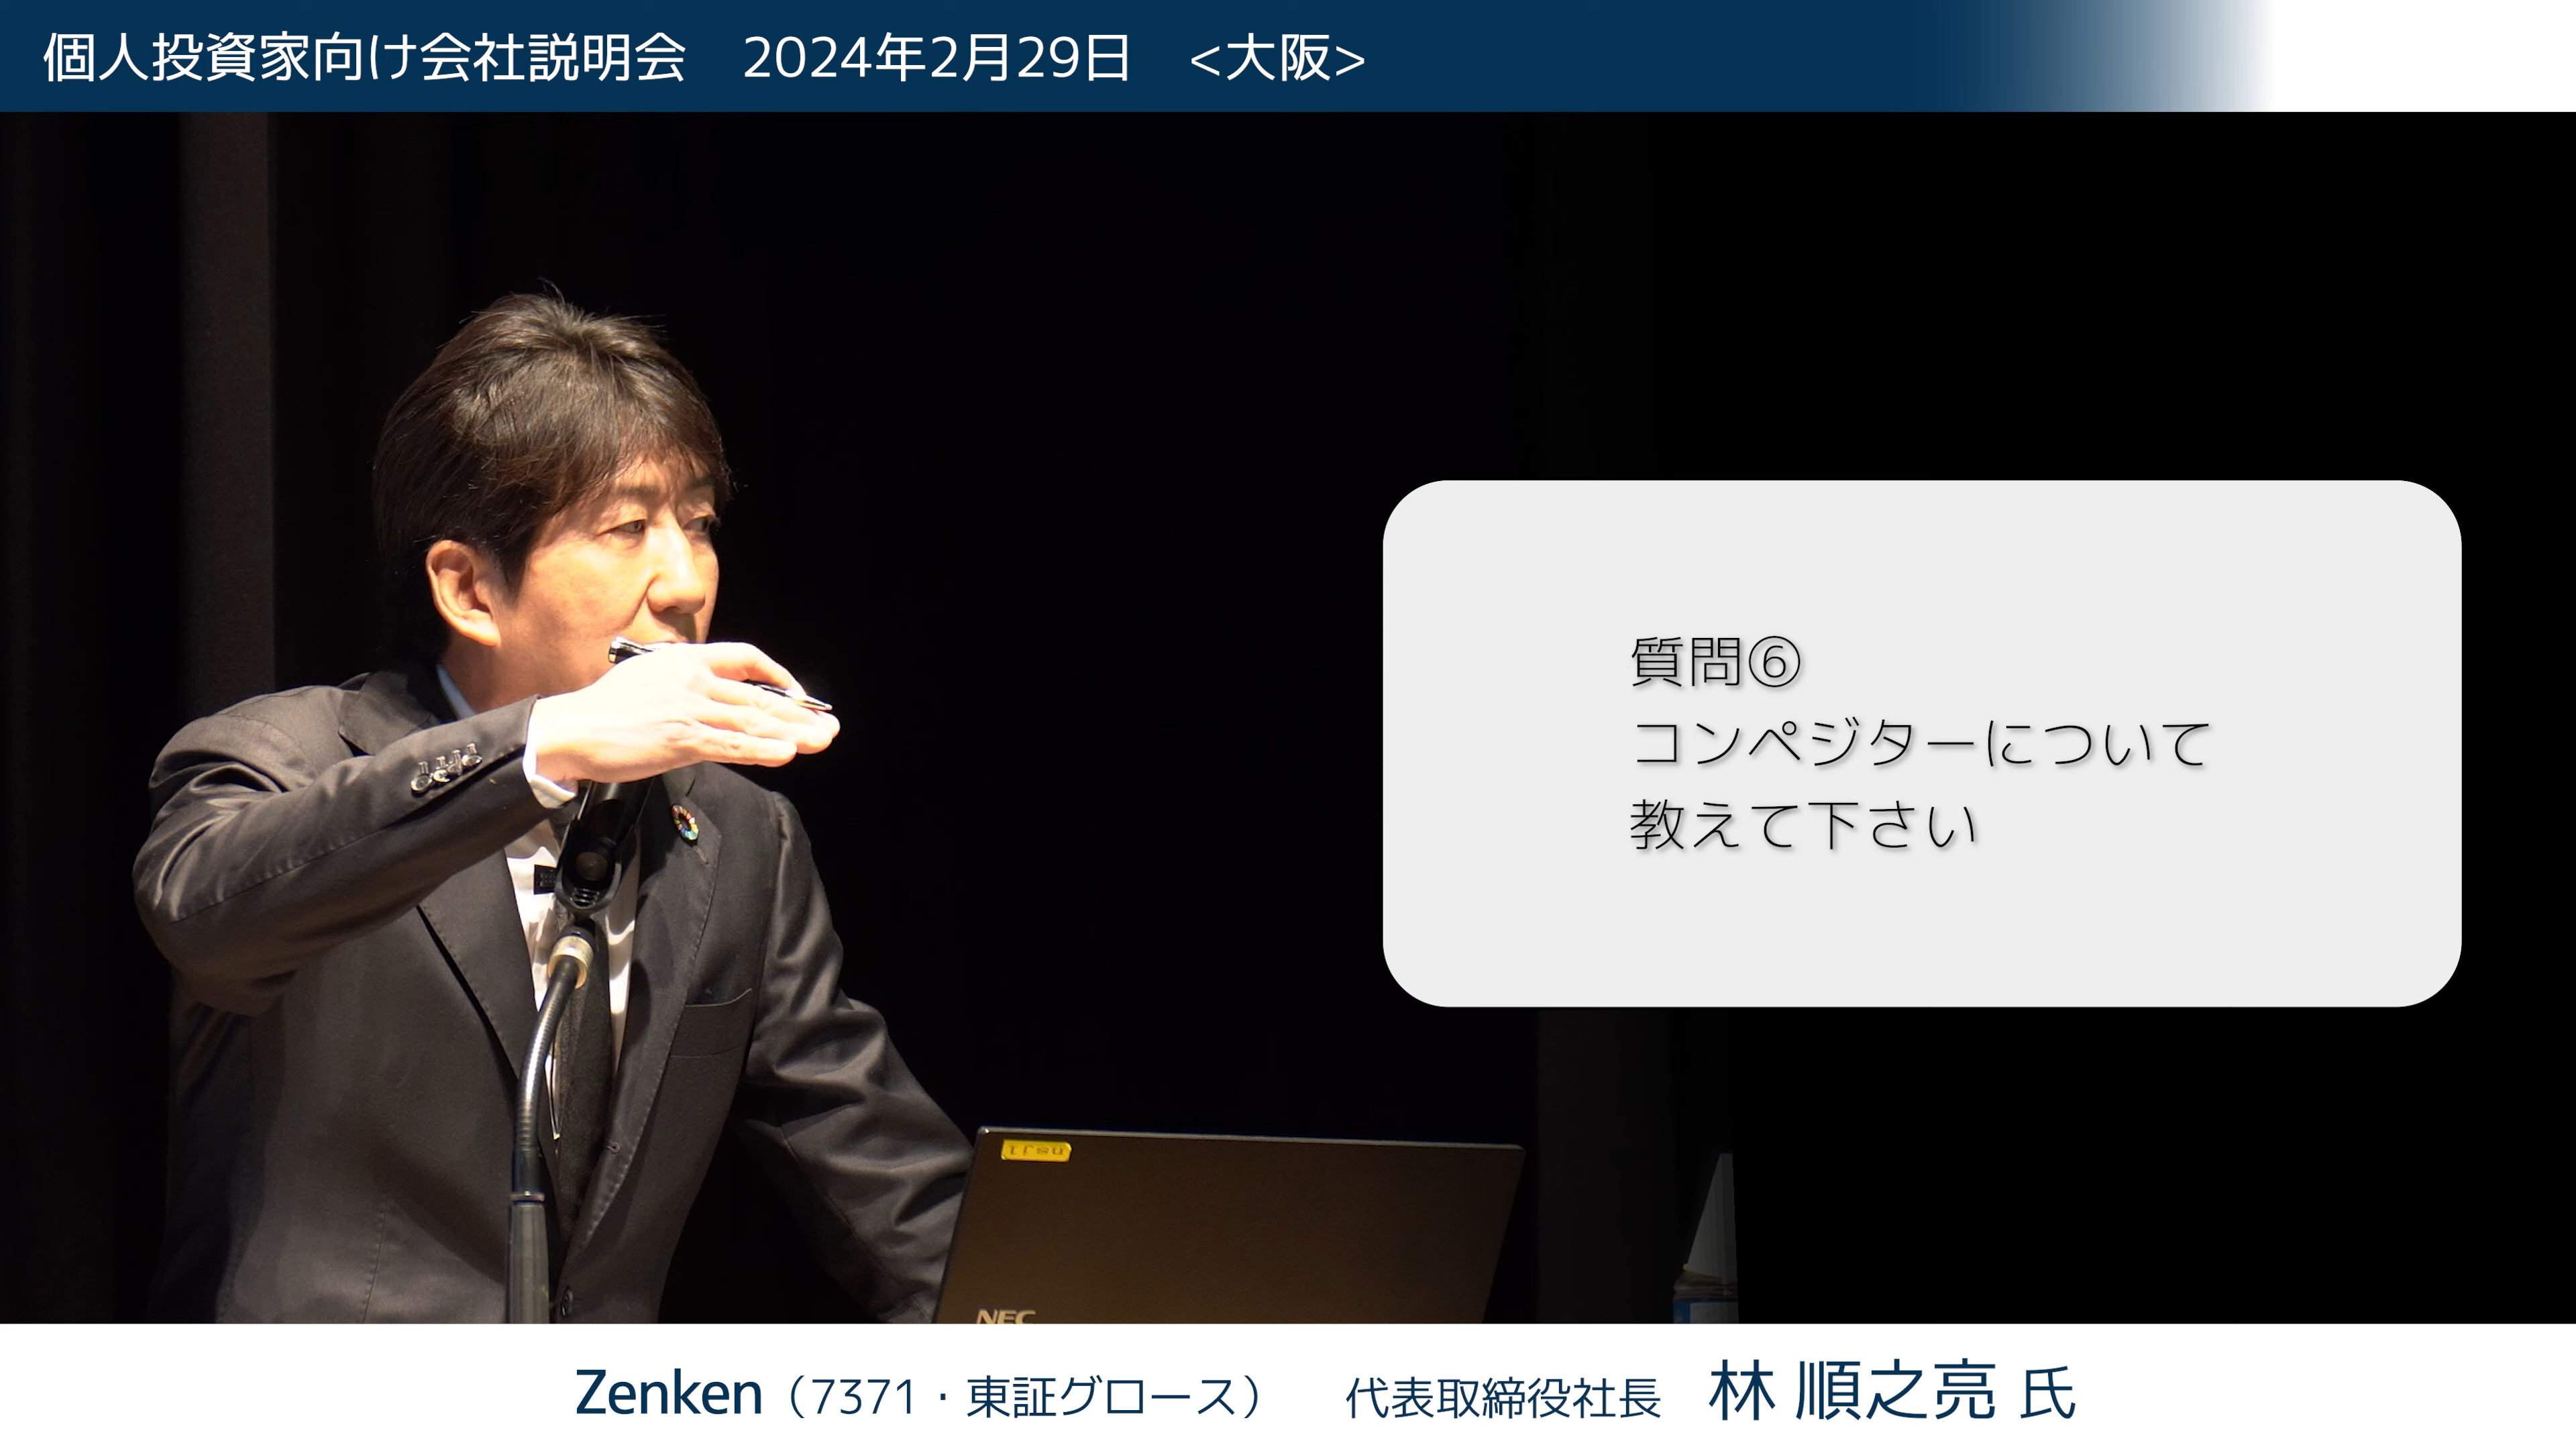 個人投資家向け会社説明会　2024年2月29日　<大阪>
質問⑥
コンペジターについて
教えて下さい
nsj1
NEC
Zenken（7371・東証グロース）　代表取締役社長　林 順之亮 氏